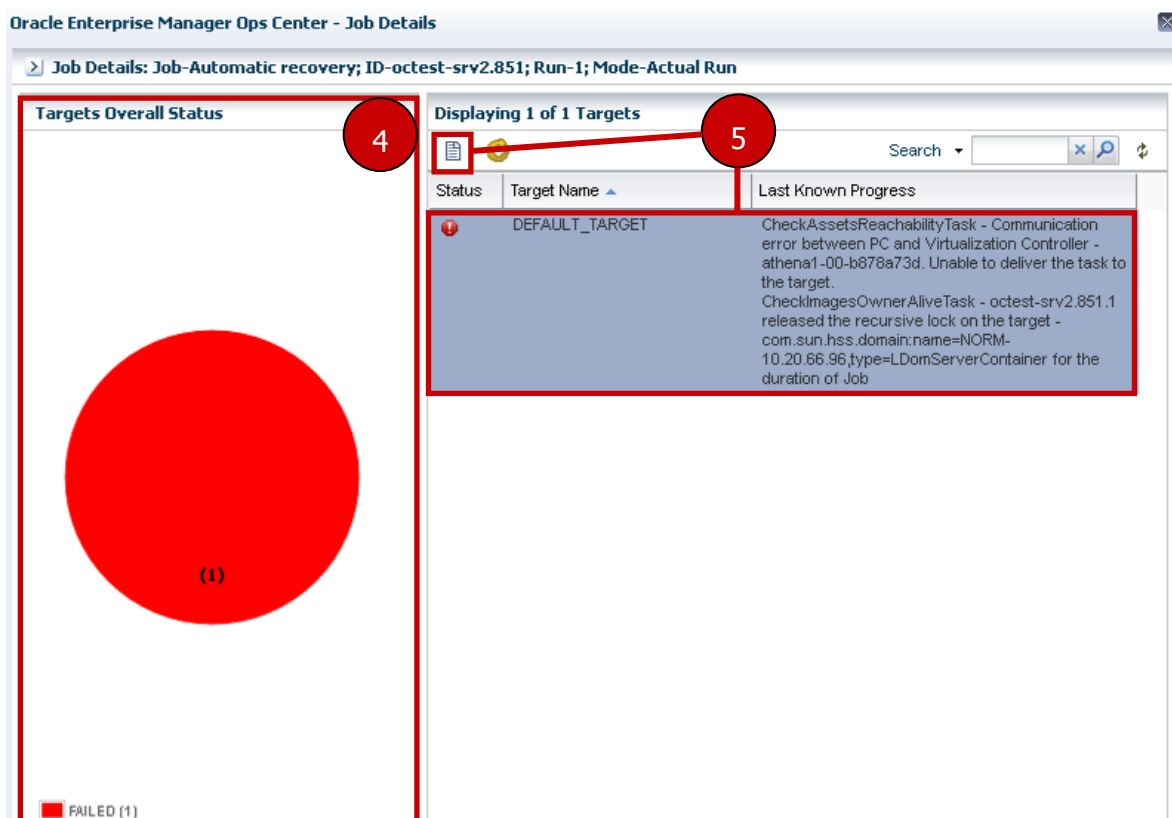 Oracle Enterprise Manager Ops Center - Job Details
Job Details: Job-Automatic recovery; ID-octest-srv2.851; Run-1; Mode-Actual Run
Targets Overall Status
4
(1)
FAILED (1)
Displaying 1 of 1 Targets
5
Search
Status Target Name Last Known Progress
DEFAULT_TARGET
CheckAssetsReachabilityTask - Communication
error between PC and Virtualization Controller -
athena1-00-b878a73d. Unable to deliver the task to
the target.
CheckImagesOwnerAliveTask - octest-srv2.851.1
released the recursive lock on the target -
com.sun.hss.domain:name=NORM-
10.20.66.96,type=LDomServerContainer for the
duration of Job